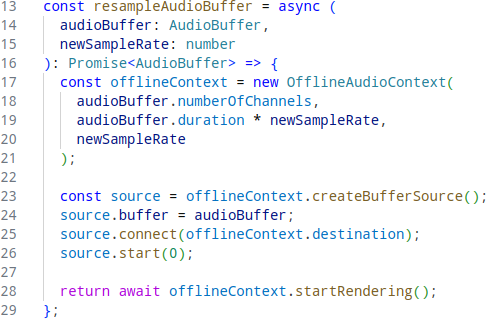 13 const resampleAudioBuffer = async (
14   audioBuffer: AudioBuffer,
15   newSampleRate: number
16 ): Promise<AudioBuffer> => {
17   const offlineContext = new OfflineAudioContext(
18     audioBuffer.numberOfChannels,
19     audioBuffer.duration * newSampleRate,
20     newSampleRate
21   );
22
23   const source = offlineContext.createBufferSource();
24   source.buffer = audioBuffer;
25   source.connect(offlineContext.destination);
26   source.start(0);
27
28   return await offlineContext.startRendering();
29 };